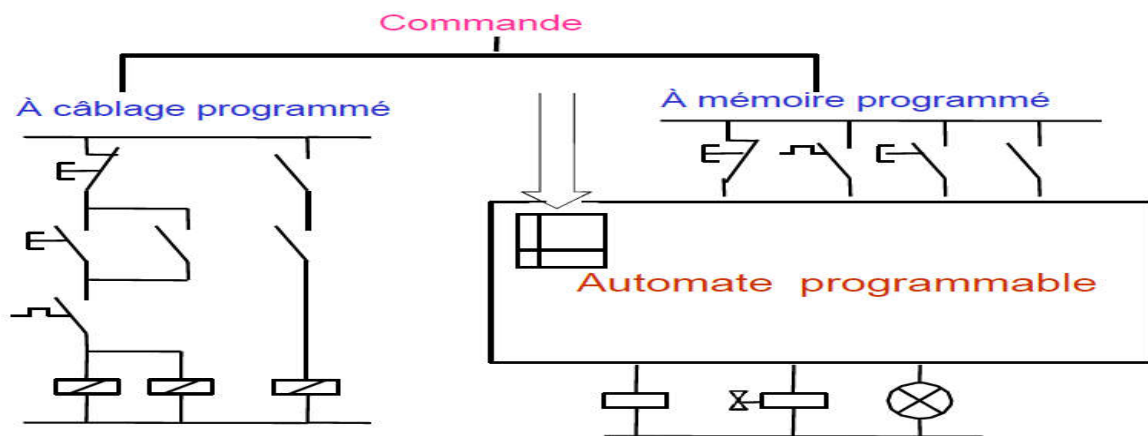 Commande
À câblage programmé
À mémoire programmé
Automate programmable